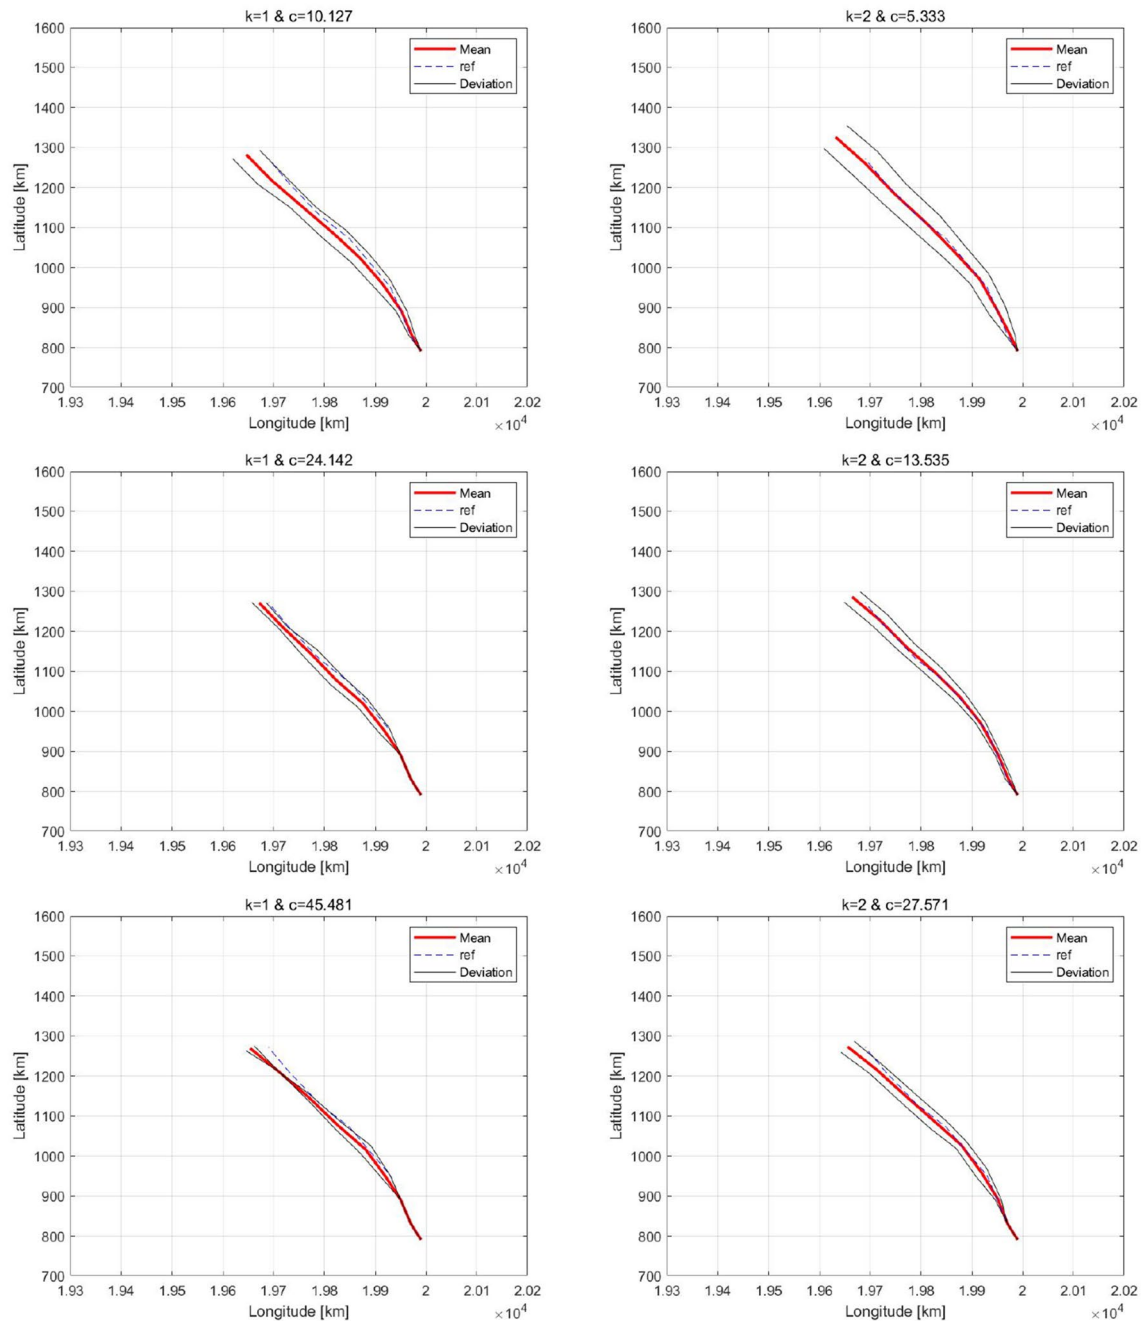 k=1 & c=10.127
1600
1500
1400
1300
1200
1100
1000
900
800
700
Latitude [km]
Mean
ref
Deviation
1.93 1.94 1.95 1.96 1.97 1.98 1.99 2 2.01 2.02
Longitude [km]
×10⁴
k=2 & c=5.333
1600
1500
1400
1300
1200
1100
1000
900
800
700
Latitude [km]
Mean
ref
Deviation
1.93 1.94 1.95 1.96 1.97 1.98 1.99 2 2.01 2.02
Longitude [km]
×10⁴
k=1 & c=24.142
1600
1500
1400
1300
1200
1100
1000
900
800
700
Latitude [km]
Mean
ref
Deviation
1.93 1.94 1.95 1.96 1.97 1.98 1.99 2 2.01 2.02
Longitude [km]
×10⁴
k=2 & c=13.535
1600
1500
1400
1300
1200
1100
1000
900
800
700
Latitude [km]
Mean
ref
Deviation
1.93 1.94 1.95 1.96 1.97 1.98 1.99 2 2.01 2.02
Longitude [km]
×10⁴
k=1 & c=45.481
1600
1500
1400
1300
1200
1100
1000
900
800
700
Latitude [km]
Mean
ref
Deviation
1.93 1.94 1.95 1.96 1.97 1.98 1.99 2 2.01 2.02
Longitude [km]
×10⁴
k=2 & c=27.571
1600
1500
1400
1300
1200
1100
1000
900
800
700
Latitude [km]
Mean
ref
Deviation
1.93 1.94 1.95 1.96 1.97 1.98 1.99 2 2.01 2.02
Longitude [km]
×10⁴